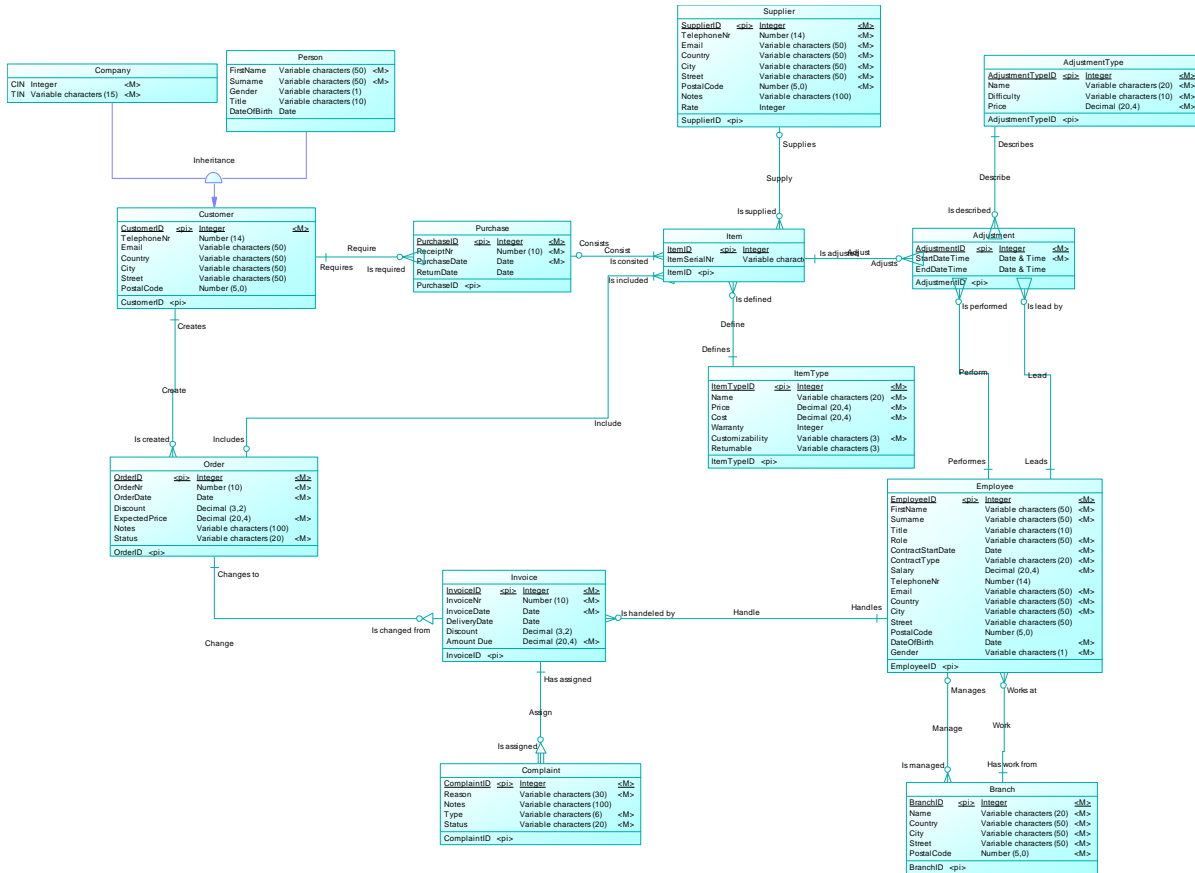 Supplier
SupplierID <pi> Integer <M>
TelephoneNr Number (14) <M>
Email Variable characters (50) <M>
Country Variable characters (50) <M>
City Variable characters (50) <M>
Street Variable characters (50) <M>
PostalCode Number (5,0) <M>
Notes Variable characters (100)
Rate Integer
SupplierID <pi>
Company
CIN Integer <M>
TIN Variable characters (15) <M>
Person
FirstName Variable characters (50) <M>
Surname Variable characters (50) <M>
Gender Variable characters (1)
Title Variable characters (10)
DateOfBirth Date
AdjustmentType
AdjustmentTypeID <pi> Integer <M>
Name Variable characters (20) <M>
Difficulty Variable characters (10) <M>
Price Decimal (20,4) <M>
AdjustmentTypeID <pi>
Inheritance
Supplies
Supply
Is supplied
Describes
Describe
Is described
Customer
CustomerID <pi> Integer <M>
TelephoneNr Number (14)
Email Variable characters (50)
Country Variable characters (50)
City Variable characters (50)
Street Variable characters (50)
PostalCode Number (5,0)
CustomerID <pi>
Require
Requires
Is required
Purchase
PurchaseID <pi> Integer <M>
ReceiptNr Number (10) <M>
PurchaseDate Date <M>
ReturnDate Date
PurchaseID <pi>
Consists
Consist
Is consited
Is included
Item
ItemID <pi> Integer
ItemSerialNr Variable charact
ItemID <pi>
Is adjusted
Adjust
Adjusts
Adjustment
AdjustmentID <pi> Integer <M>
StartDateTime Date & Time <M>
EndDateTime Date & Time
AdjustmentID <pi>
Is defined
Define
Defines
Is performed
Is lead by
Perform
Lead
Performes
Leads
Creates
Create
Is created
Includes
Include
ItemType
ItemTypeID <pi> Integer <M>
Name Variable characters (20) <M>
Price Decimal (20,4) <M>
Cost Decimal (20,4) <M>
Warranty Integer
Customizability Variable characters (3) <M>
Returnable Variable characters (3)
ItemTypeID <pi>
Order
OrderID <pi> Integer <M>
OrderNr Number (10) <M>
OrderDate Date <M>
Discount Decimal (3,2)
ExpectedPrice Decimal (20,4) <M>
Notes Variable characters (100)
Status Variable characters (20) <M>
OrderID <pi>
Changes to
Change
Is changed from
Employee
EmployeeID <pi> Integer <M>
FirstName Variable characters (50) <M>
Surname Variable characters (50) <M>
Title Variable characters (10)
Role Variable characters (50) <M>
ContractStartDate Date <M>
ContractType Variable characters (20) <M>
Salary Decimal (20,4) <M>
TelephoneNr Number (14)
Email Variable characters (50) <M>
Country Variable characters (50) <M>
City Variable characters (50) <M>
Street Variable characters (50)
PostalCode Number (5,0)
DateOfBirth Date <M>
Gender Variable characters (1) <M>
EmployeeID <pi>
Invoice
InvoiceID <pi> Integer <M>
InvoiceNr Number (10) <M>
InvoiceDate Date <M>
DeliveryDate Date
Discount Decimal (3,2)
Amount Due Decimal (20,4) <M>
InvoiceID <pi>
Is handeled by
Handle
Handles
Has assigned
Assign
Is assigned
Manages
Manage
Is managed
Works at
Work
Has work from
Complaint
ComplaintID <pi> Integer <M>
Reason Variable characters (30) <M>
Notes Variable characters (100)
Type Variable characters (6) <M>
Status Variable characters (20) <M>
ComplaintID <pi>
Branch
BranchID <pi> Integer <M>
Name Variable characters (20) <M>
Country Variable characters (50) <M>
City Variable characters (50) <M>
Street Variable characters (50) <M>
PostalCode Number (5,0) <M>
BranchID <pi>